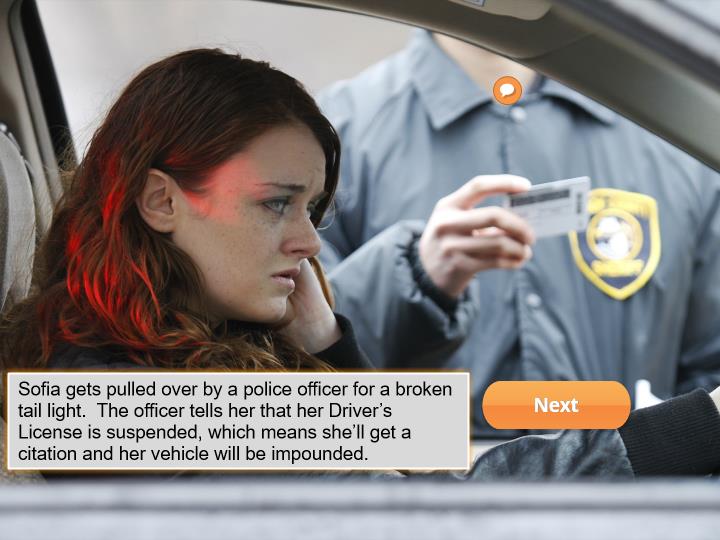 SHERIFF
Sofia gets pulled over by a police officer for a broken
tail light.  The officer tells her that her Driver’s
License is suspended, which means she’ll get a
citation and her vehicle will be impounded.
Next